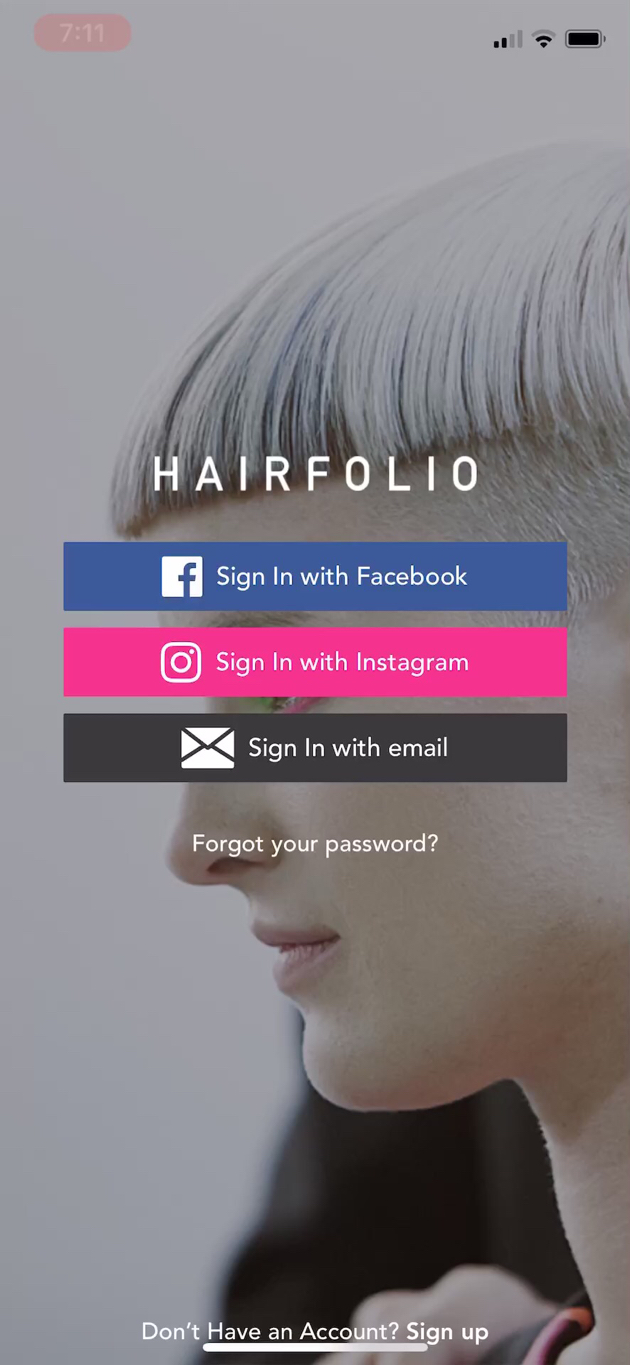 7:11
HAIRFOLIO
Sign In with Facebook
Sign In with Instagram
Sign In with email
Forgot your password?
Don’t Have an Account? Sign up